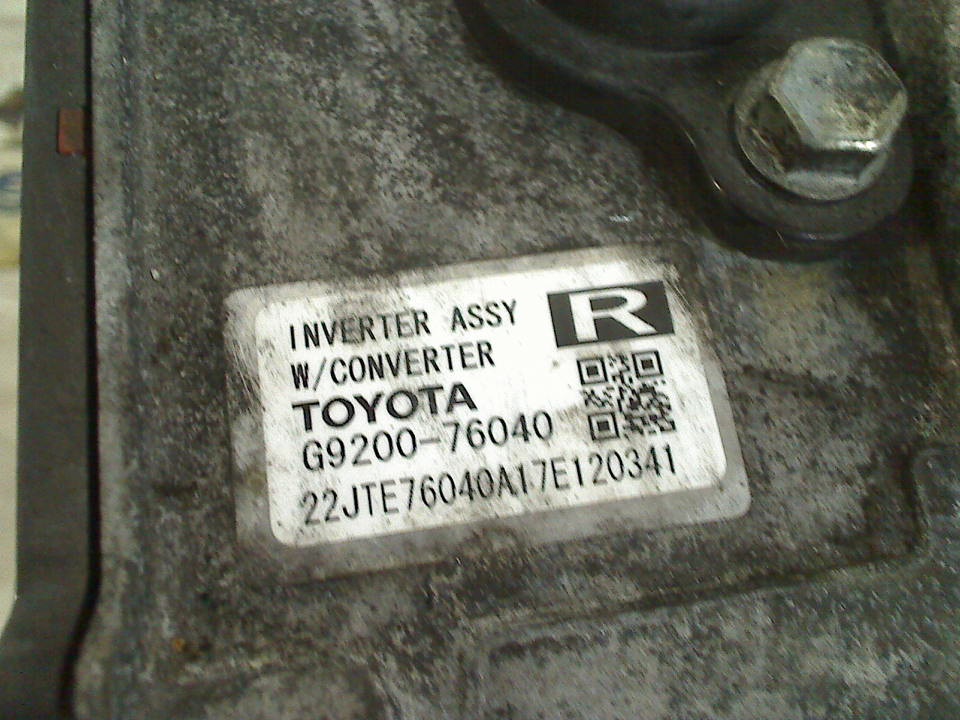 INVERTER ASSY
R
W/CONVERTER
TOYOTA
G9200-76040
22JTE76040A17E120341